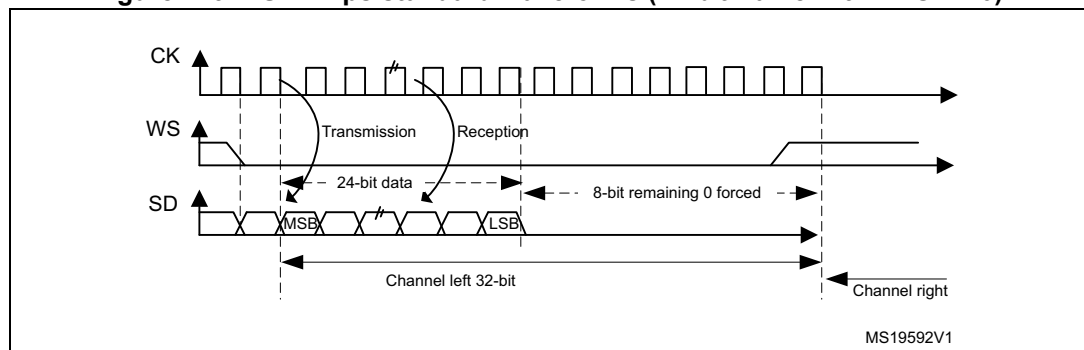 CK
Transmission
Reception
WS
24-bit data
8-bit remaining 0 forced
SD
MSB
LSB
Channel left 32-bit
Channel right
MS19592V1